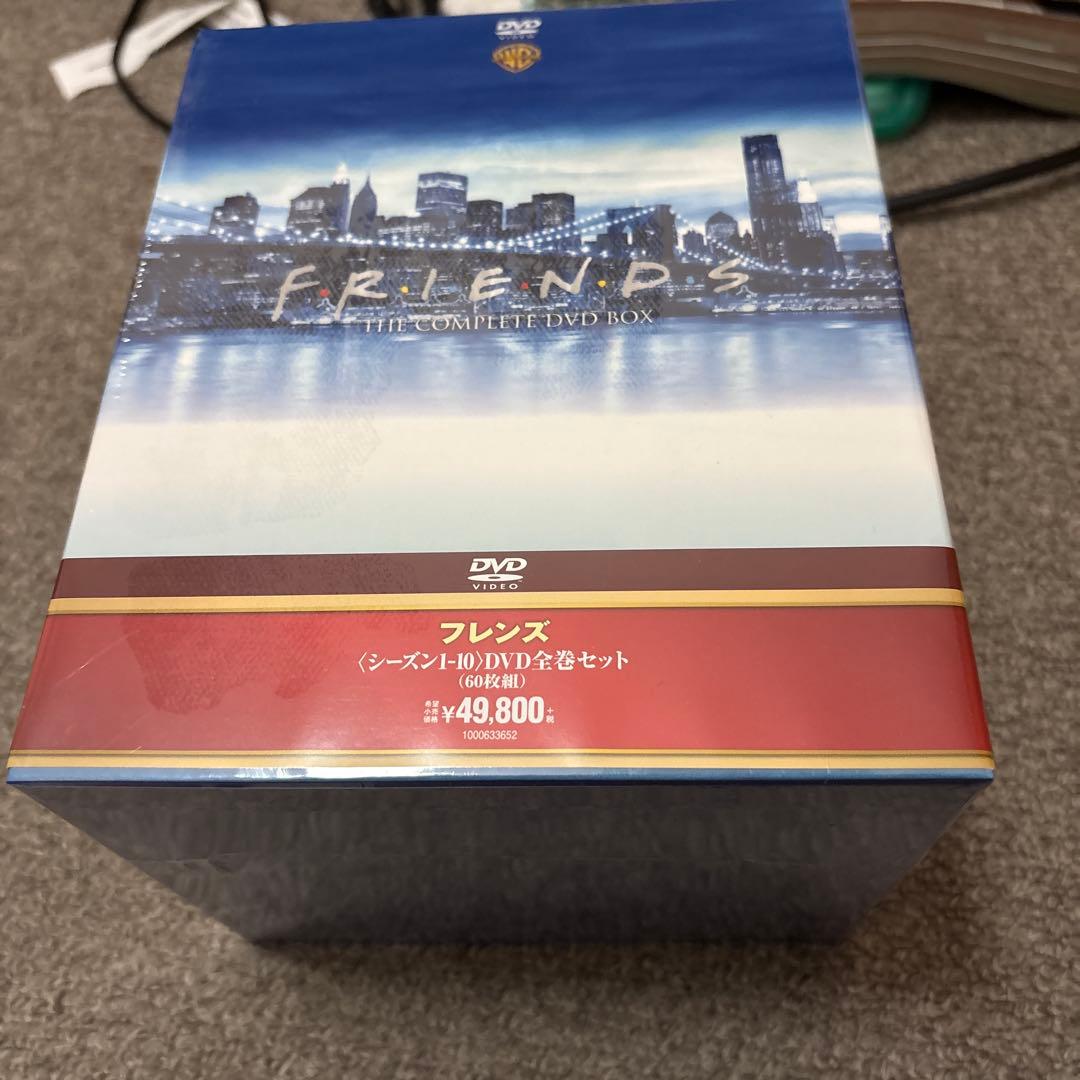 DVD
VIDEO
WB
F·R·I·E·N·D·S
THE COMPLETE DVD BOX
DVD
VIDEO
フレンズ
〈シーズン1-10〉DVD全巻セット
(60枚組)
希望小売価格 ¥49,800+税
1000633652